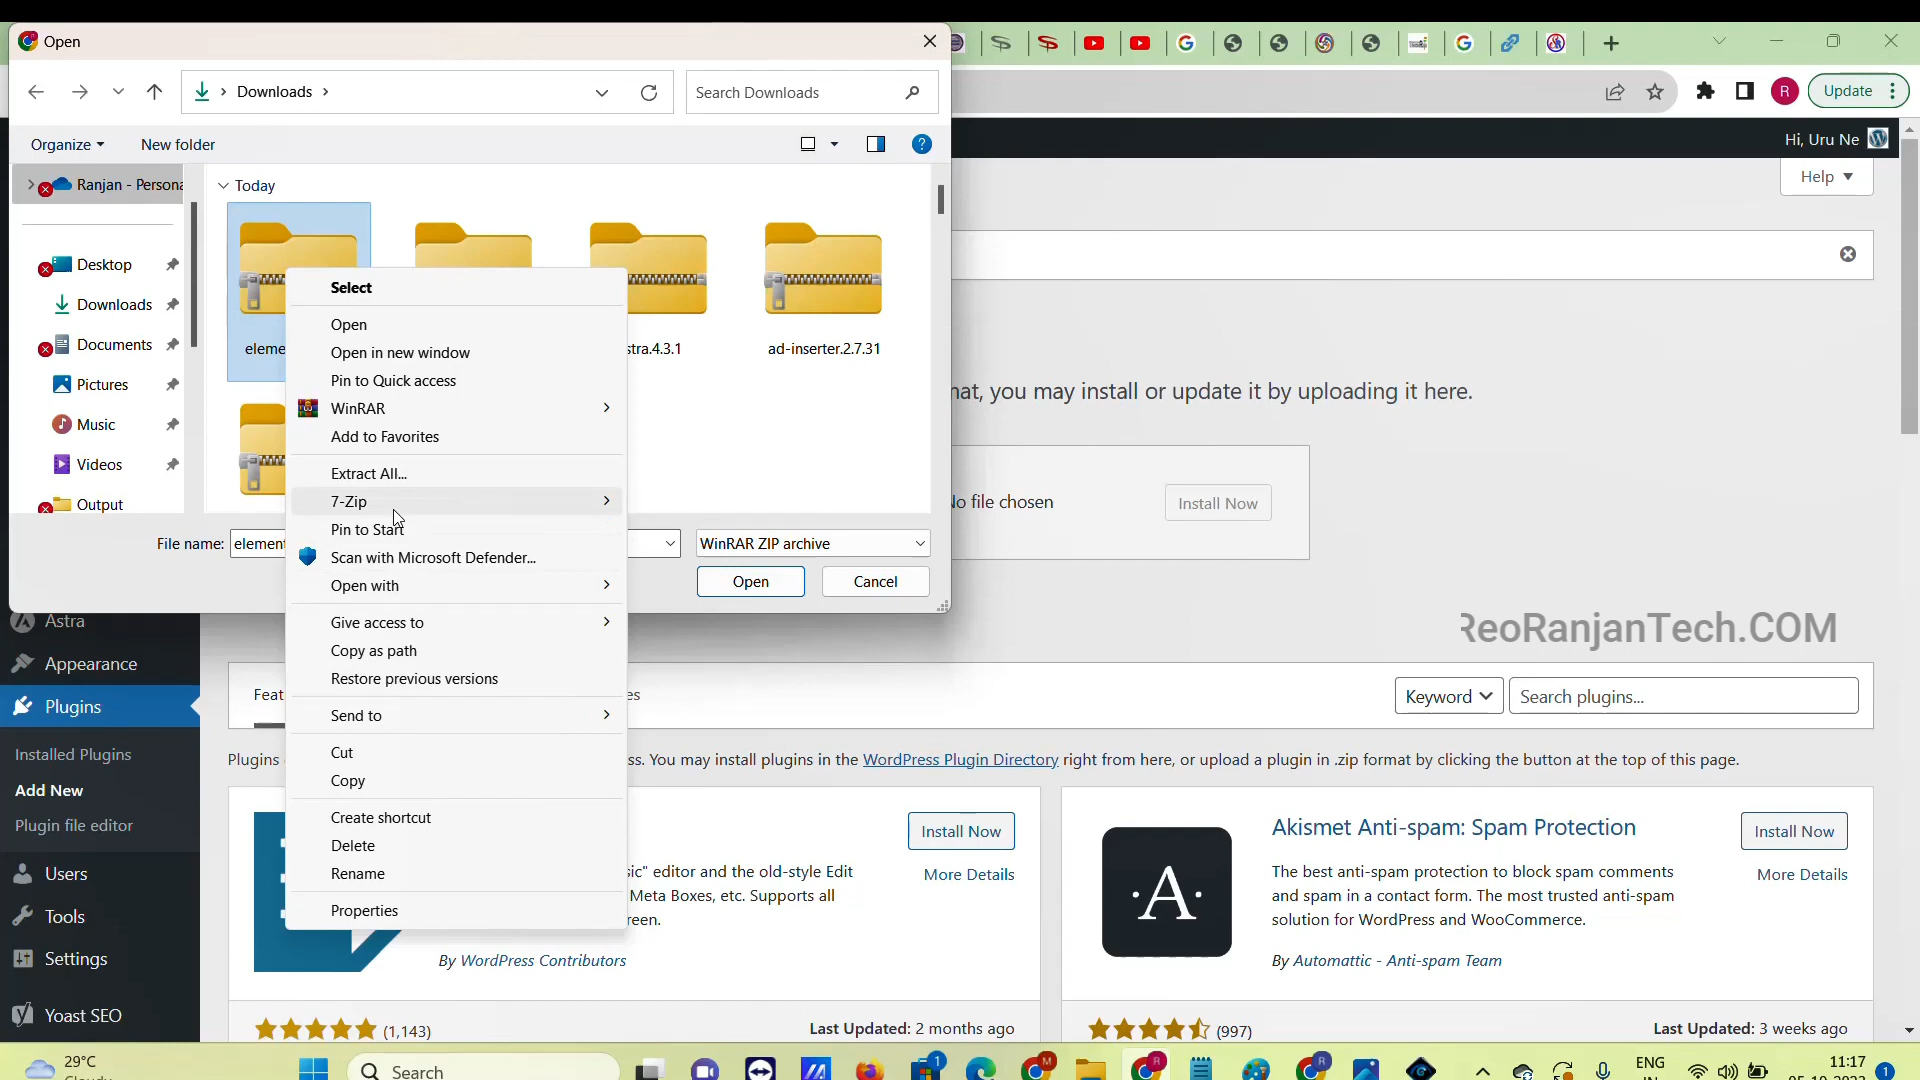 Open
Downloads
Search Downloads
Update
Organize
New folder
Hi, Uru Ne
Help
Ranjan - Persona
Today
Desktop
Downloads
Documents
Pictures
Music
Videos
Output
eleme
stra.4.3.1
ad-inserter.2.7.31
Select
Open
Open in new window
Pin to Quick access
WinRAR
Add to Favorites
Extract All...
7-Zip
Pin to Start
Scan with Microsoft Defender...
Open with
Give access to
Copy as path
Restore previous versions
Send to
Cut
Copy
Create shortcut
Delete
Rename
Properties
File name:
element
WinRAR ZIP archive
Open
Cancel
mat, you may install or update it by uploading it here.
No file chosen
Install Now
ReoRanjanTech.COM
Astra
Appearance
Plugins
Installed Plugins
Add New
Plugin file editor
Users
Tools
Settings
Yoast SEO
Feat
es
Keyword
Search plugins...
Plugins
ss. You may install plugins in the WordPress Plugin Directory right from here, or upload a plugin in .zip format by clicking the button at the top of this page.
Install Now
More Details
sic" editor and the old-style Edit
Meta Boxes, etc. Supports all
reen.
By WordPress Contributors
(1,143)
Last Updated: 2 months ago
A
Akismet Anti-spam: Spam Protection
Install Now
More Details
The best anti-spam protection to block spam comments
and spam in a contact form. The most trusted anti-spam
solution for WordPress and WooCommerce.
By Automattic - Anti-spam Team
(997)
Last Updated: 3 weeks ago
29°C
Cloudy
Search
ENG
IN
11:17